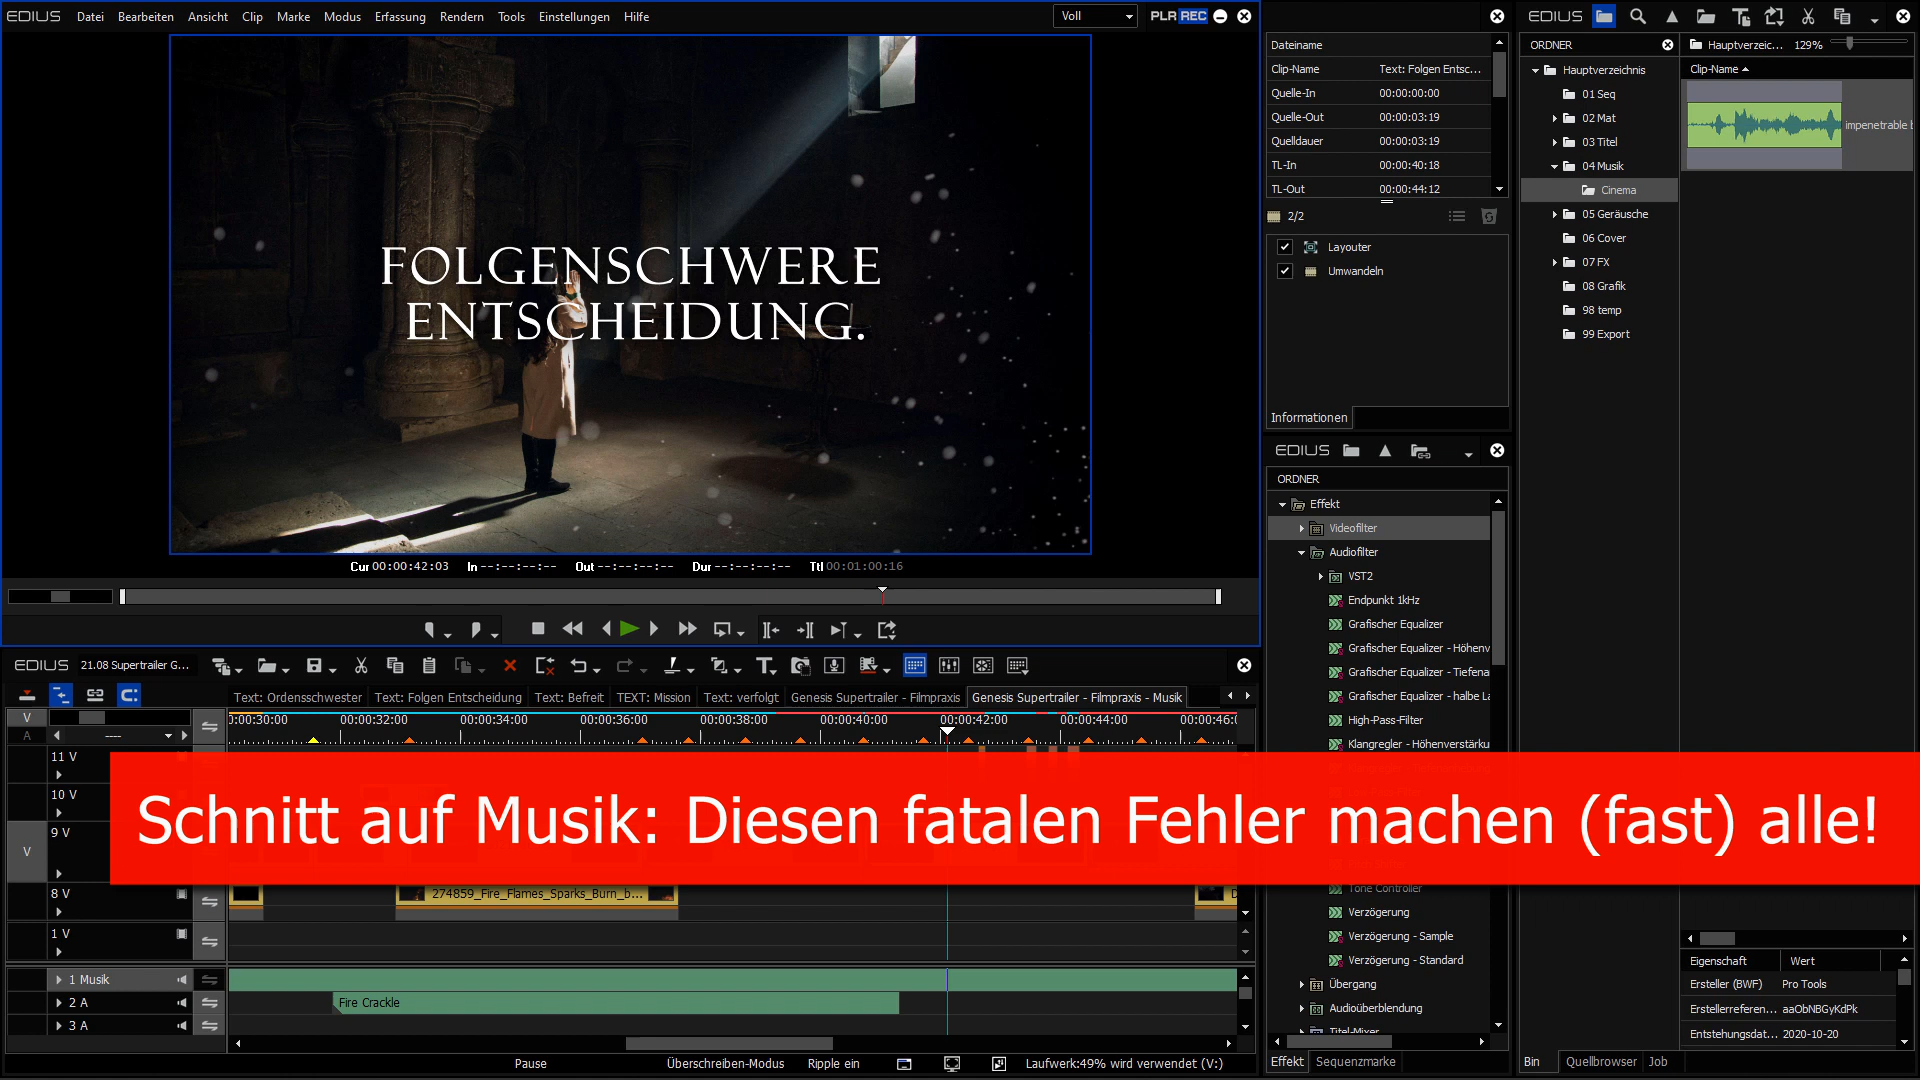 EDIUS Datei Bearbeiten Ansicht Clip Marke Modus Erfassung Rendern Tools Einstellungen Hilfe Voll PLR REC
FOLGENSCHWERE
ENTSCHEIDUNG.
Cur 00:00:42:03 In --:--:--:-- Out --:--:--:-- Dur --:--:--:-- Ttl 00:01:00:16
Dateiname
Clip-Name Text: Folgen Entsc...
Quelle-In 00:00:00:00
Quelle-Out 00:00:03:19
Quelldauer 00:00:03:19
TL-In 00:00:40:18
TL-Out 00:00:44:12
2/2
Layouter
Umwandeln
Informationen
EDIUS
ORDNER
Hauptverzeichnis
01 Seq
02 Mat
03 Titel
04 Musik
Cinema
05 Geräusche
06 Cover
07 FX
08 Grafik
98 temp
99 Export
Hauptverzeic... 129%
Clip-Name
impenetrable b
EDIUS
ORDNER
Effekt
Videofilter
Audiofilter
VST2
Endpunkt 1kHz
Grafischer Equalizer
Grafischer Equalizer - Höhenv
Grafischer Equalizer - Tiefena
Grafischer Equalizer - halbe La
High-Pass-Filter
Klangregler - Höhenverstärku
Tone Controller
Verzögerung
Verzögerung - Sample
Verzögerung - Standard
Übergang
Audioüberblendung
Titel-Mixer
Effekt Sequenzmarke
EDIUS 21.08 Supertrailer G...
Text: Ordensschwester Text: Folgen Entscheidung Text: Befreit TEXT: Mission Text: verfolgt Genesis Supertrailer - Filmpraxis Genesis Supertrailer - Filmpraxis - Musik
V
A ----
0:00:30:00 00:00:32:00 00:00:34:00 00:00:36:00 00:00:38:00 00:00:40:00 00:00:42:00 00:00:44:00 00:00:46:0
11 V
10 V
9 V
V
Schnitt auf Musik: Diesen fatalen Fehler machen (fast) alle!
8 V 274859_Fire_Flames_Sparks_Burn_b...
1 V
1 Musik
2 A Fire Crackle
3 A
Pause Überschreiben-Modus Ripple ein Laufwerk:49% wird verwendet (V:)
Eigenschaft Wert
Ersteller (BWF) Pro Tools
Erstellerreferen... aaObNBGyKdPk
Entstehungsdat... 2020-10-20
Bin Quellbrowser Job